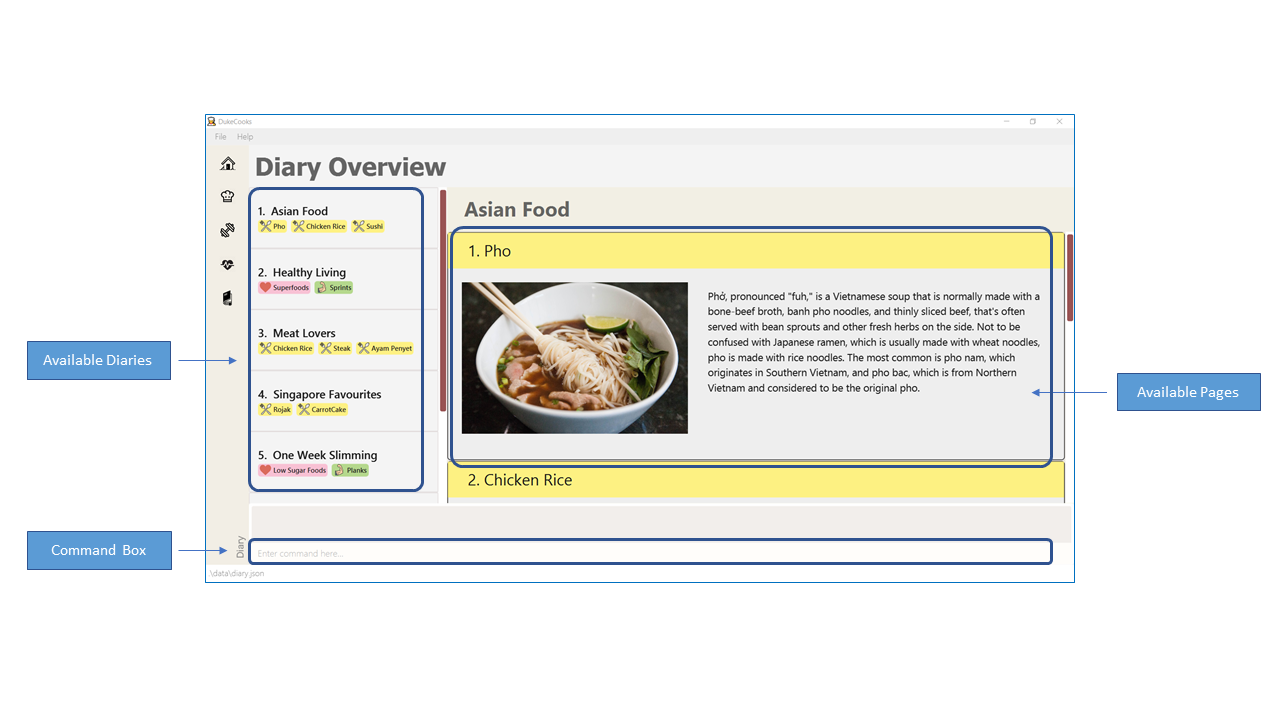 DukeCooks
File Help
Diary Overview
1. Asian Food
Pho Chicken Rice Sushi
2. Healthy Living
Superfoods Sprints
3. Meat Lovers
Chicken Rice Steak Ayam Penyet
4. Singapore Favourites
Rojak CarrotCake
5. One Week Slimming
Low Sugar Foods Planks
Asian Food
1. Pho
Phở, pronounced "fuh," is a Vietnamese soup that is normally made with a
bone-beef broth, banh pho noodles, and thinly sliced beef, that's often
served with bean sprouts and other fresh herbs on the side. Not to be
confused with Japanese ramen, which is usually made with wheat noodles,
pho is made with rice noodles. The most common is pho nam, which
originates in Southern Vietnam, and pho bac, which is from Northern
Vietnam and considered to be the original pho.
2. Chicken Rice
Available Diaries
Available Pages
Command Box
Diary
Enter command here...
\data\diary.json